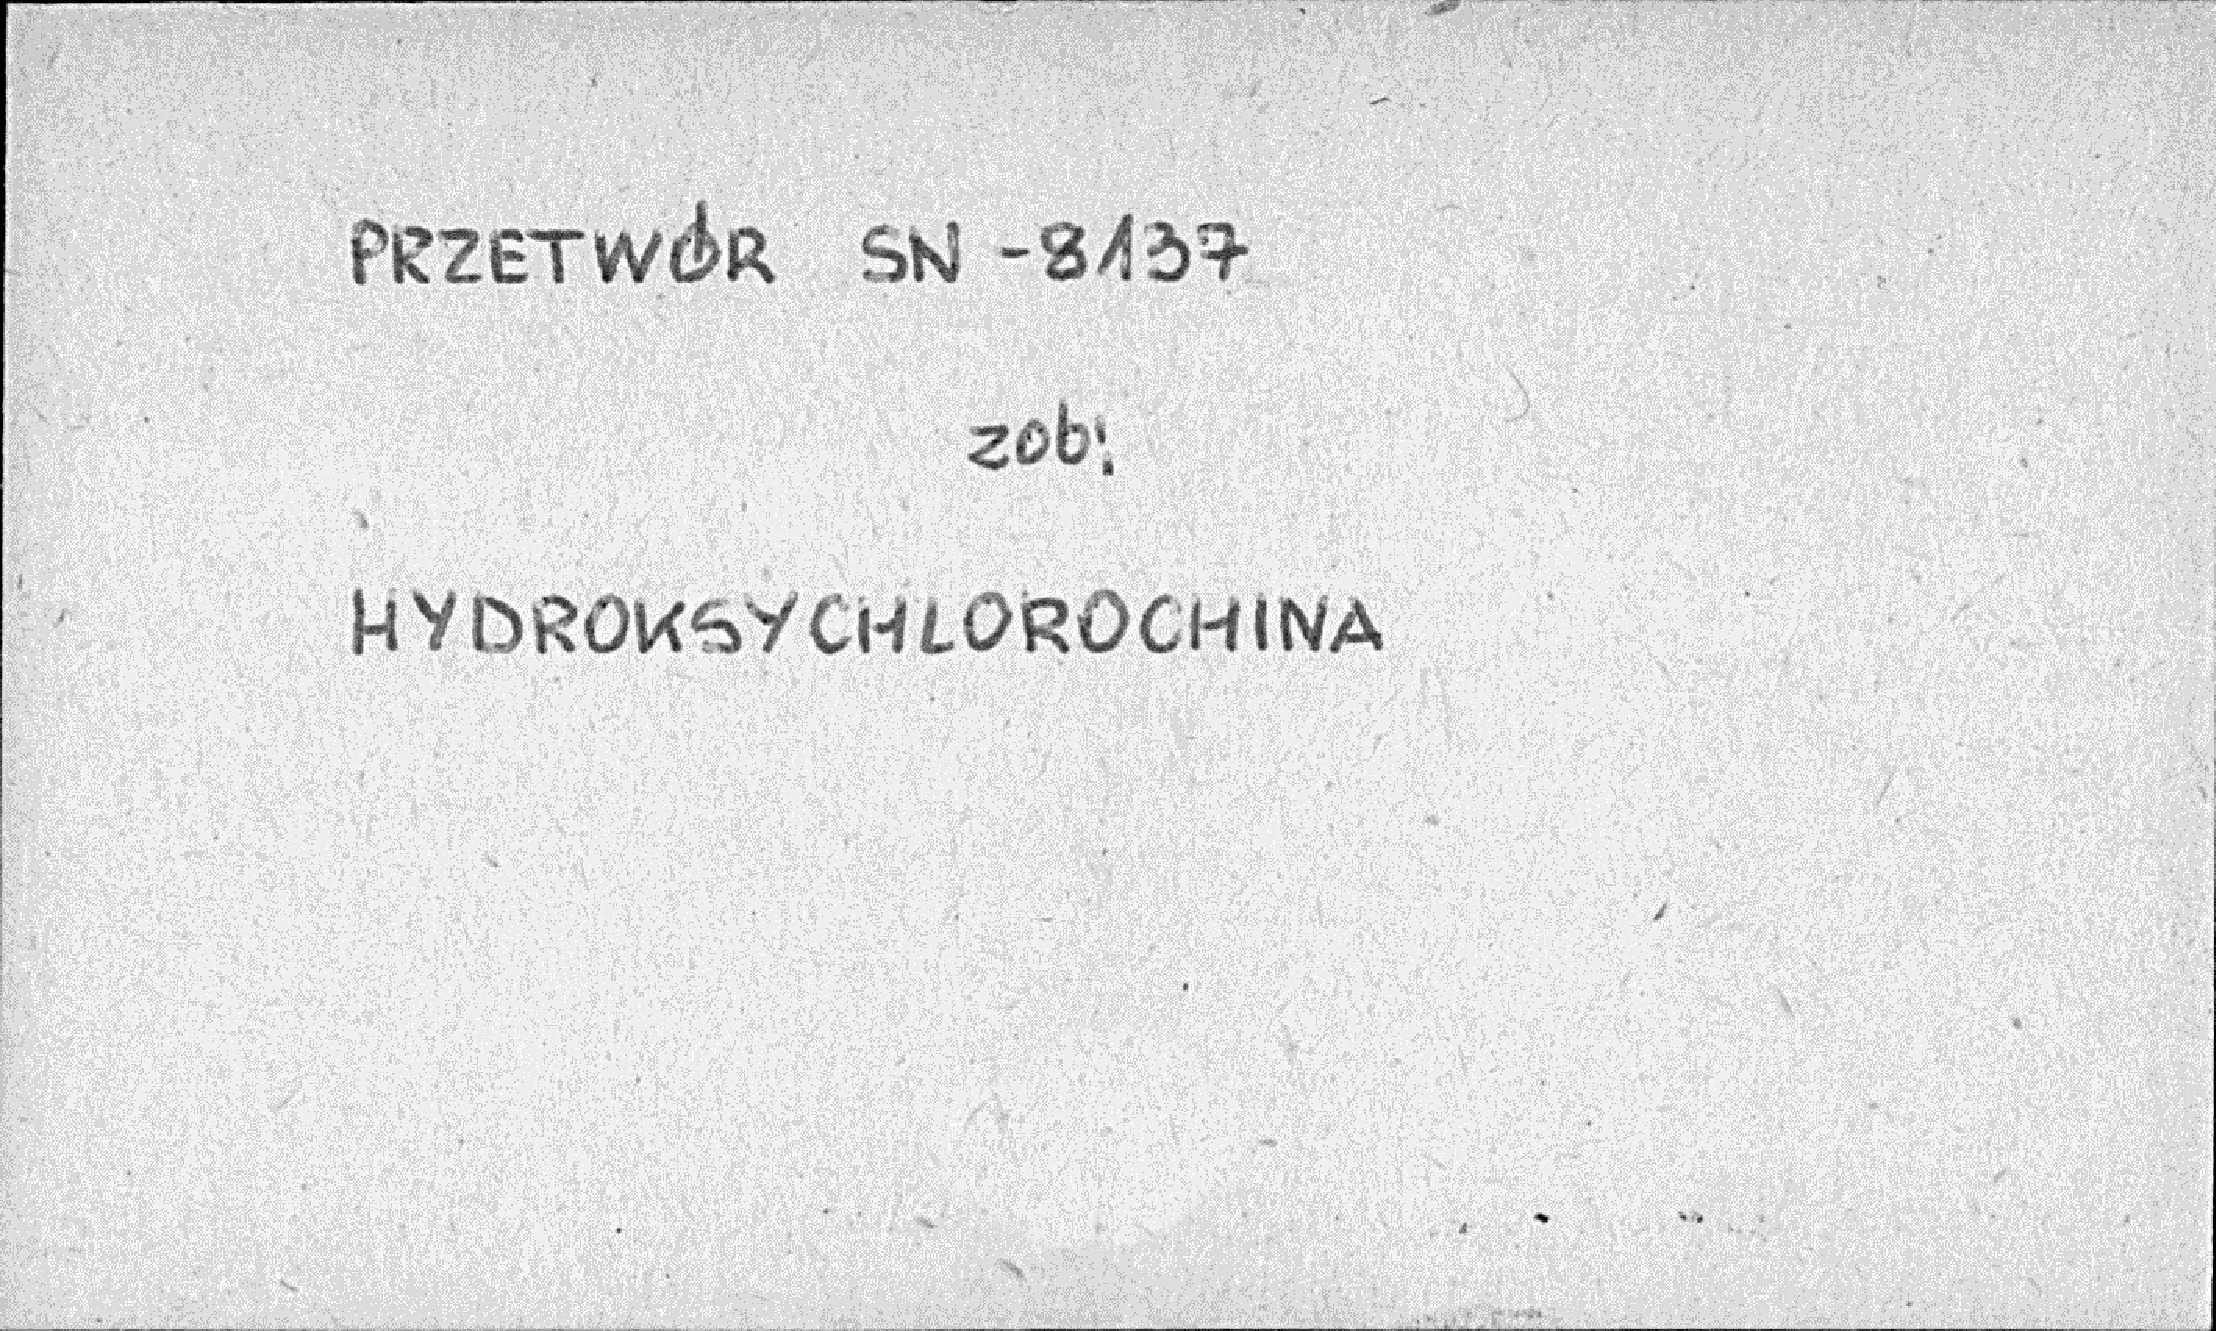 PRZETWÓR SN -8137
zob:
HYDROKSYCHLOROCHINA